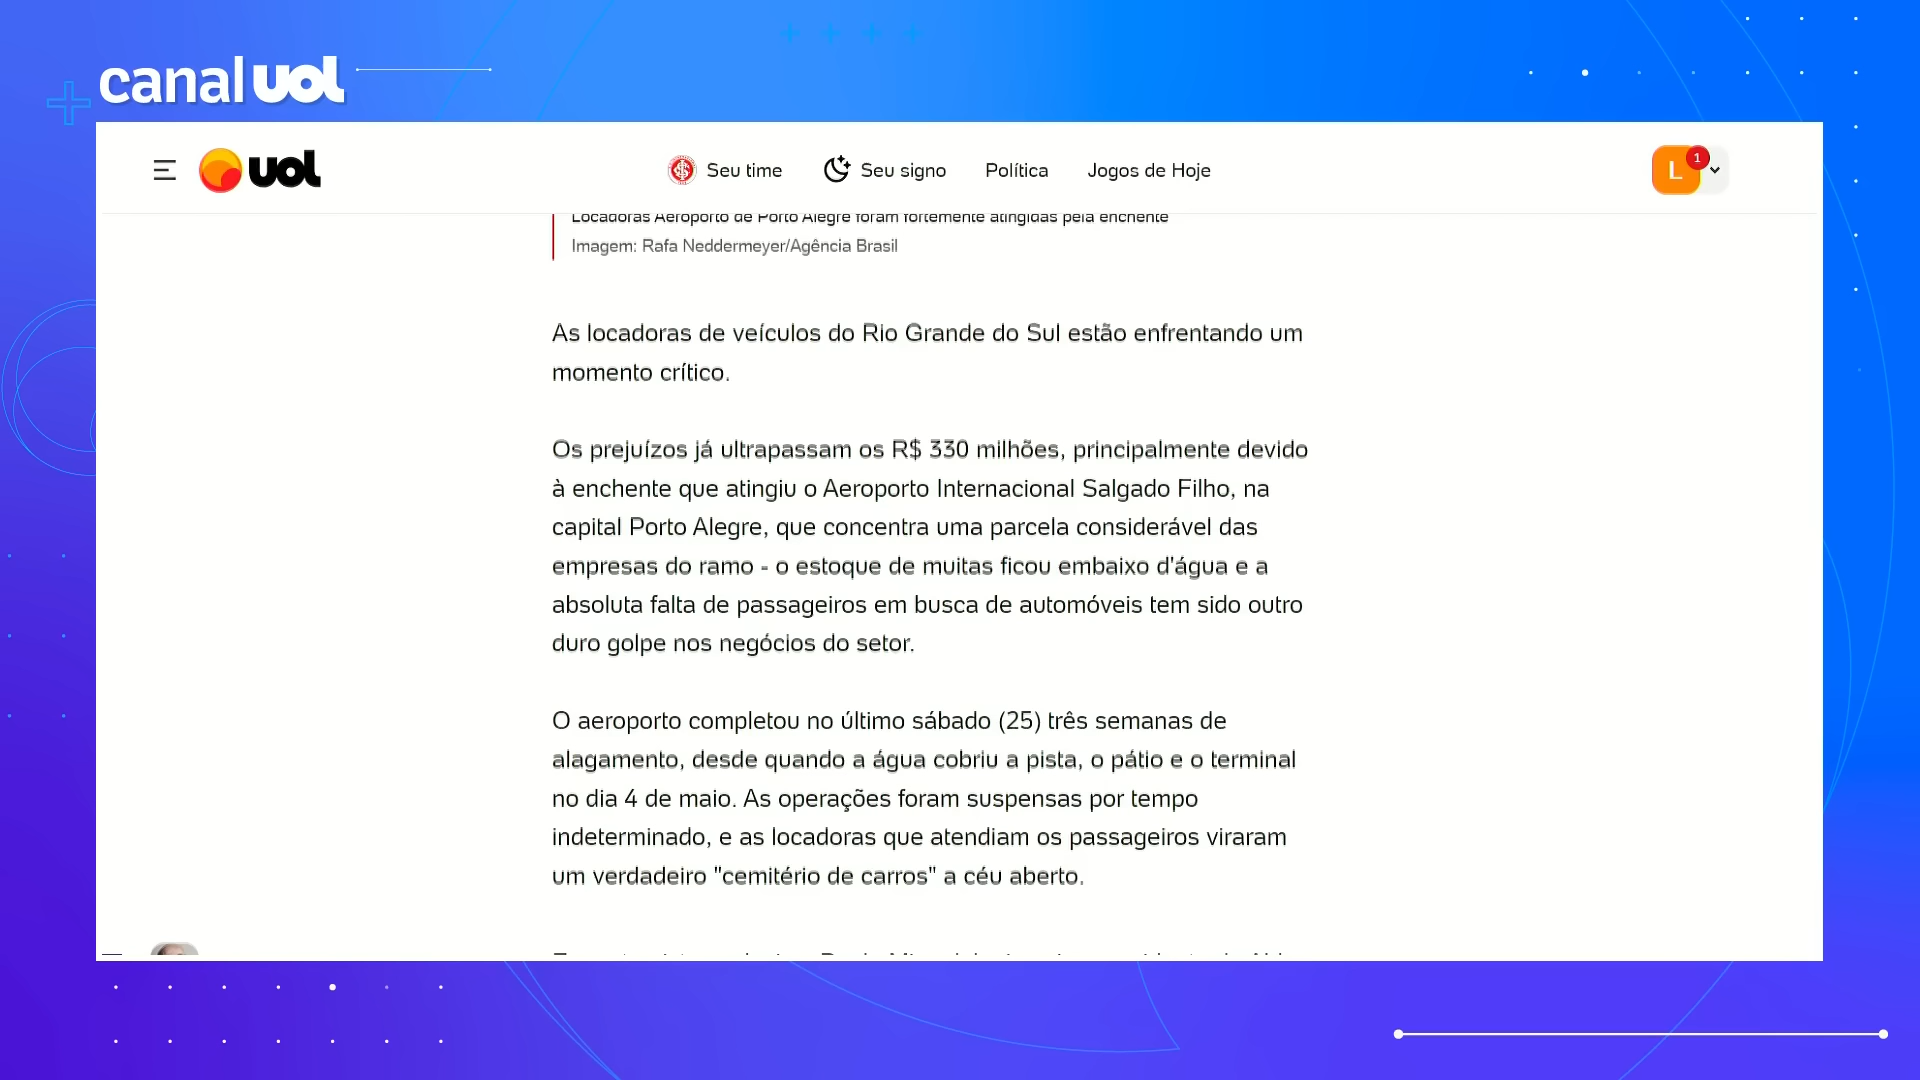 canal uol
uol
Seu time
Seu signo
Política
Jogos de Hoje
L
1
Locadoras Aeroporto de Porto Alegre foram fortemente atingidas pela enchente
Imagem: Rafa Neddermeyer/Agência Brasil
As locadoras de veículos do Rio Grande do Sul estão enfrentando um
momento crítico.
Os prejuízos já ultrapassam os R$ 330 milhões, principalmente devido
à enchente que atingiu o Aeroporto Internacional Salgado Filho, na
capital Porto Alegre, que concentra uma parcela considerável das
empresas do ramo - o estoque de muitas ficou embaixo d'água e a
absoluta falta de passageiros em busca de automóveis tem sido outro
duro golpe nos negócios do setor.
O aeroporto completou no último sábado (25) três semanas de
alagamento, desde quando a água cobriu a pista, o pátio e o terminal
no dia 4 de maio. As operações foram suspensas por tempo
indeterminado, e as locadoras que atendiam os passageiros viraram
um verdadeiro "cemitério de carros" a céu aberto.